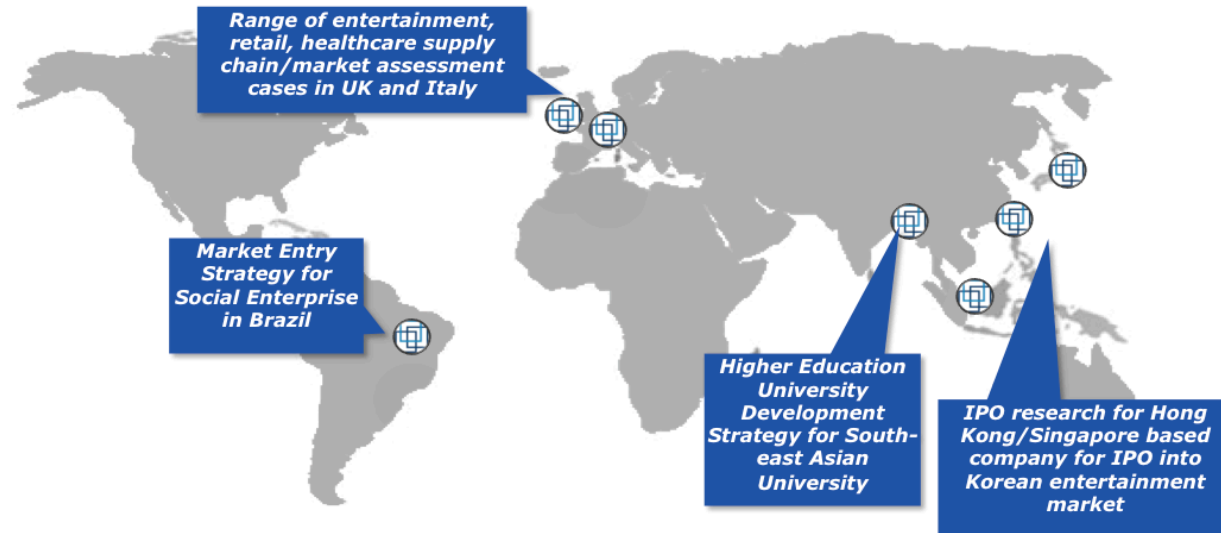 Range of entertainment,
retail, healthcare supply
chain/market assessment
cases in UK and Italy
Market Entry
Strategy for
Social Enterprise
in Brazil
Higher Education
University
Development
Strategy for South-
east Asian
University
IPO research for Hong
Kong/Singapore based
company for IPO into
Korean entertainment
market